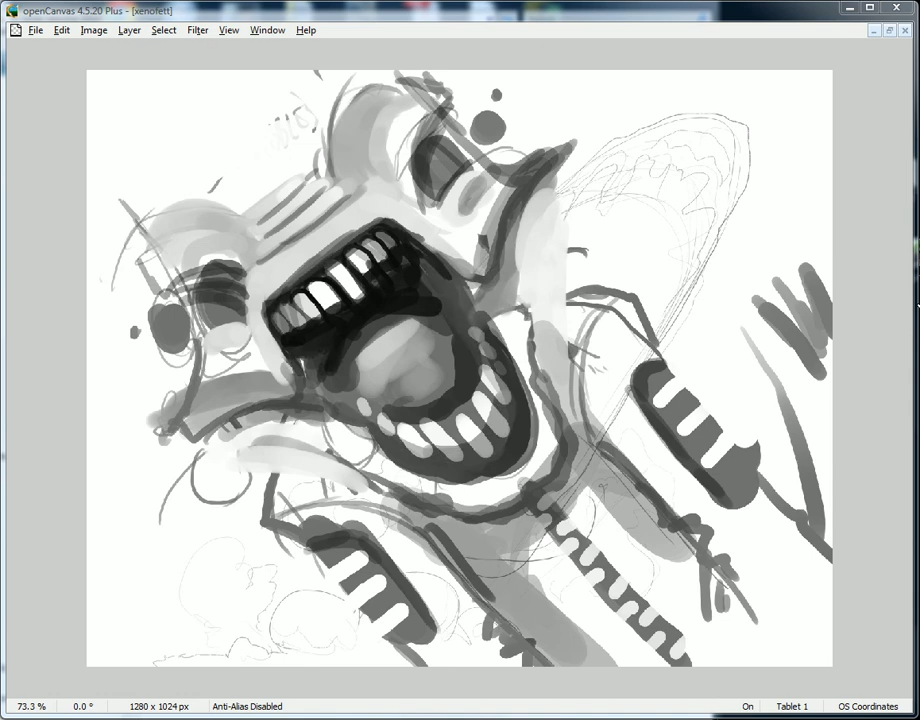 openCanvas 4.5.20 Plus - [xenofett]
File Edit Image Layer Select Filter View Window Help
73.3 % 0.0 º 1280 x 1024 px Anti-Alias Disabled On Tablet 1 OS Coordinates